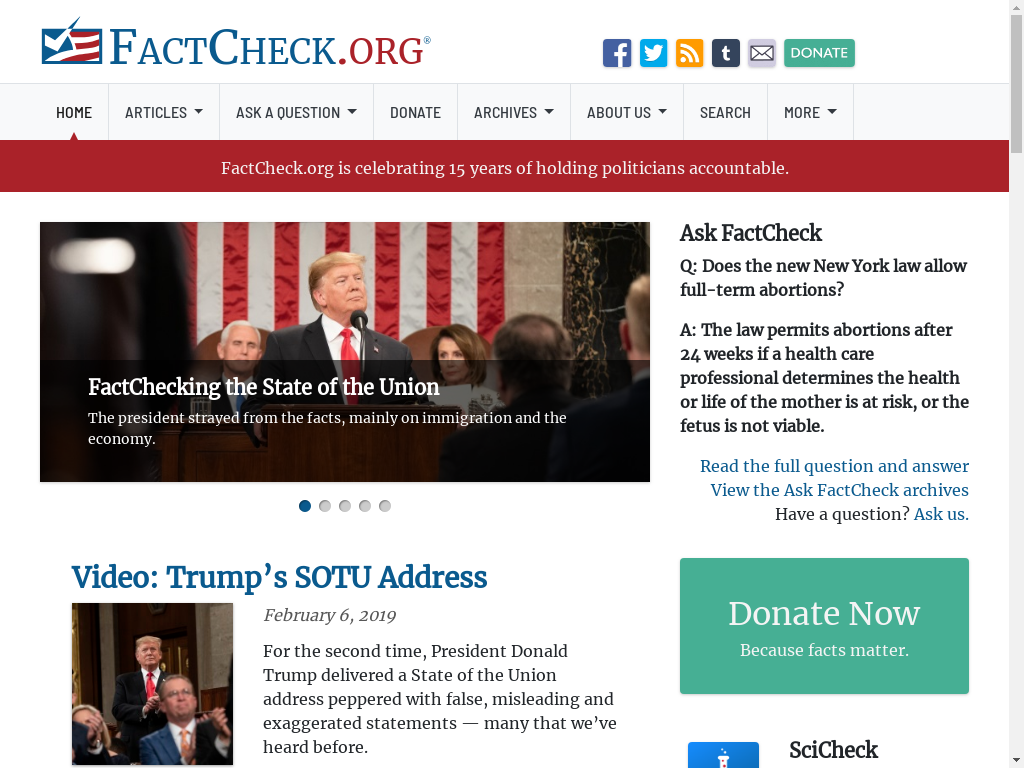 FACTCHECK.ORG®
f
t
DONATE
HOME
ARTICLES
ASK A QUESTION
DONATE
ARCHIVES
ABOUT US
SEARCH
MORE
FactCheck.org is celebrating 15 years of holding politicians accountable.
FactChecking the State of the Union
The president strayed from the facts, mainly on immigration and the
economy.
Video: Trump’s SOTU Address
February 6, 2019
For the second time, President Donald
Trump delivered a State of the Union
address peppered with false, misleading and
exaggerated statements — many that we’ve
heard before.
Ask FactCheck
Q: Does the new New York law allow
full-term abortions?
A: The law permits abortions after
24 weeks if a health care
professional determines the health
or life of the mother is at risk, or the
fetus is not viable.
Read the full question and answer
View the Ask FactCheck archives
Have a question? Ask us.
Donate Now
Because facts matter.
SciCheck